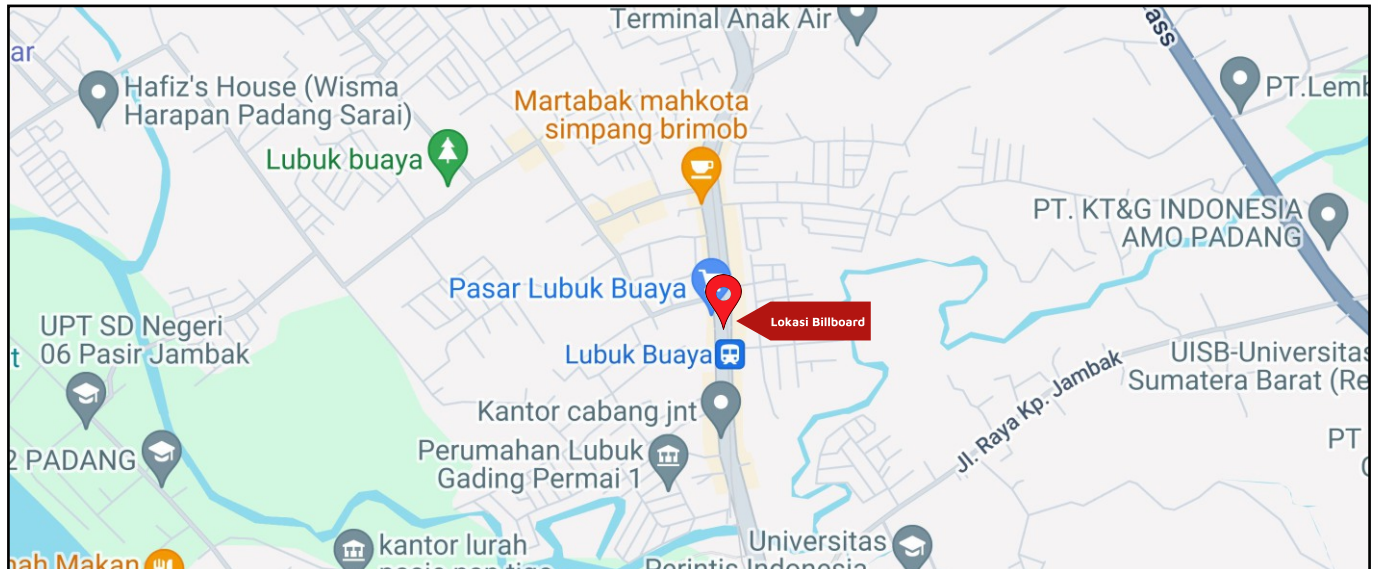 Terminal Anak Air
ass
ar
Hafiz's House (Wisma
Harapan Padang Sarai)
PT.Lemb
Martabak mahkota
simpang brimob
Lubuk buaya
PT. KT&G INDONESIA
AMO PADANG
Pasar Lubuk Buaya
Lokasi Billboard
UPT SD Negeri
06 Pasir Jambak
t
Lubuk Buaya
UISB-Universitas
Sumatera Barat (Re
Jl. Raya Kp. Jambak
Kantor cabang jnt
Perumahan Lubuk
Gading Permai 1
2 PADANG
PT
kantor lurah
Universitas
Perintis Indonesia
nah Makan